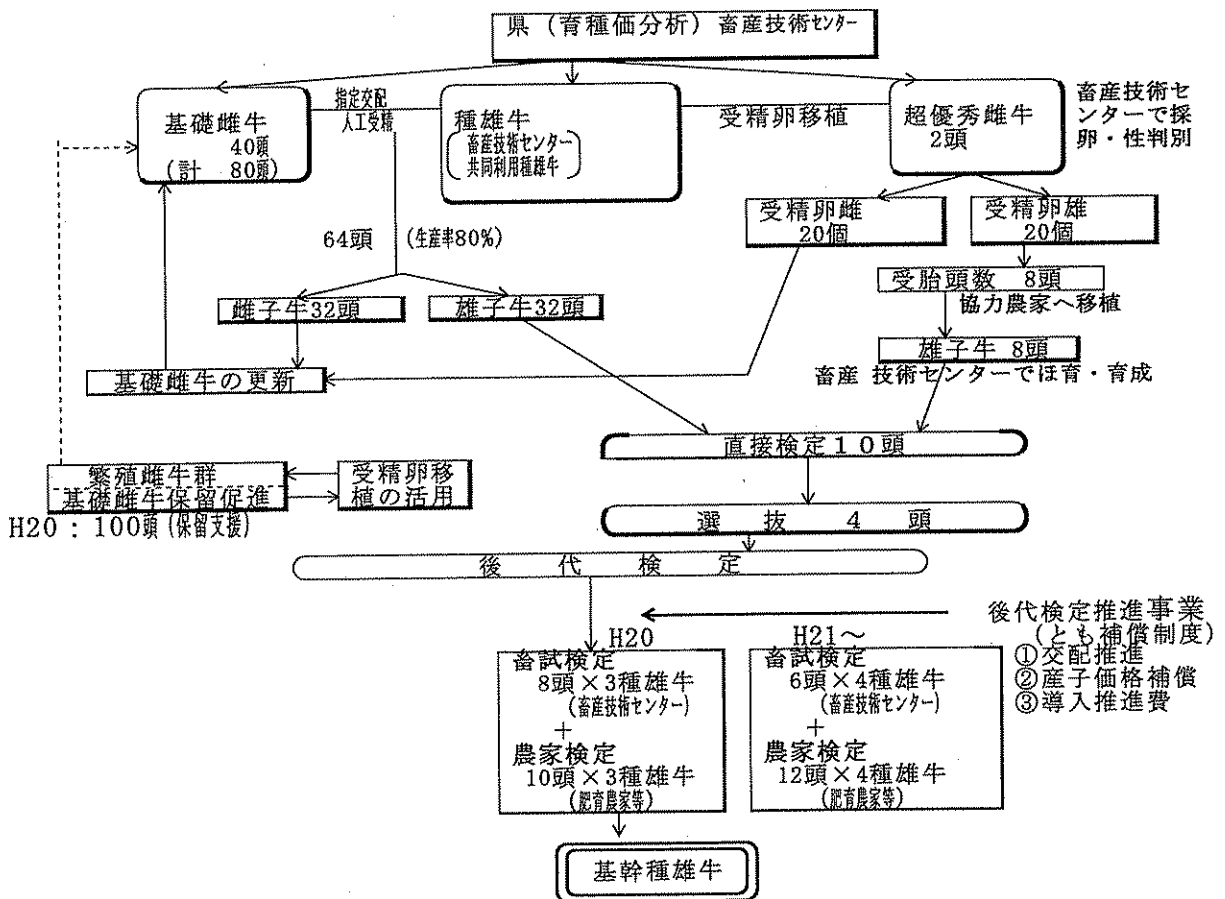 県（育種価分析）畜産技術センター
基礎雌牛
40頭
(計　80頭)
指定交配
人工受精
種雄牛
畜産技術センター
共同利用種雄牛
受精卵移植
超優秀雌牛
2頭
畜産技術セ
ンターで採
卵・性判別
64頭　(生産率80%)
受精卵雌
20個
受精卵雄
20個
受胎頭数 8頭
協力農家へ移植
雌子牛32頭
雄子牛32頭
雄子牛 8頭
畜産 技術センターでほ育・育成
基礎雌牛の更新
直接検定１０頭
繁殖雌牛群
基礎雌牛保留促進
受精卵移
植の活用
H20：100頭(保留支援)
選　抜　４　頭
後　代　検　定
後代検定推進事業
(とも補償制度)
①交配推進
②産子価格補償
③導入推進費
H20
畜試検定
8頭×3種雄牛
(畜産技術センター)
＋
農家検定
10頭×3種雄牛
(肥育農家等)
H21～
畜試検定
6頭×4種雄牛
(畜産技術センター)
＋
農家検定
12頭×4種雄牛
(肥育農家等)
基幹種雄牛